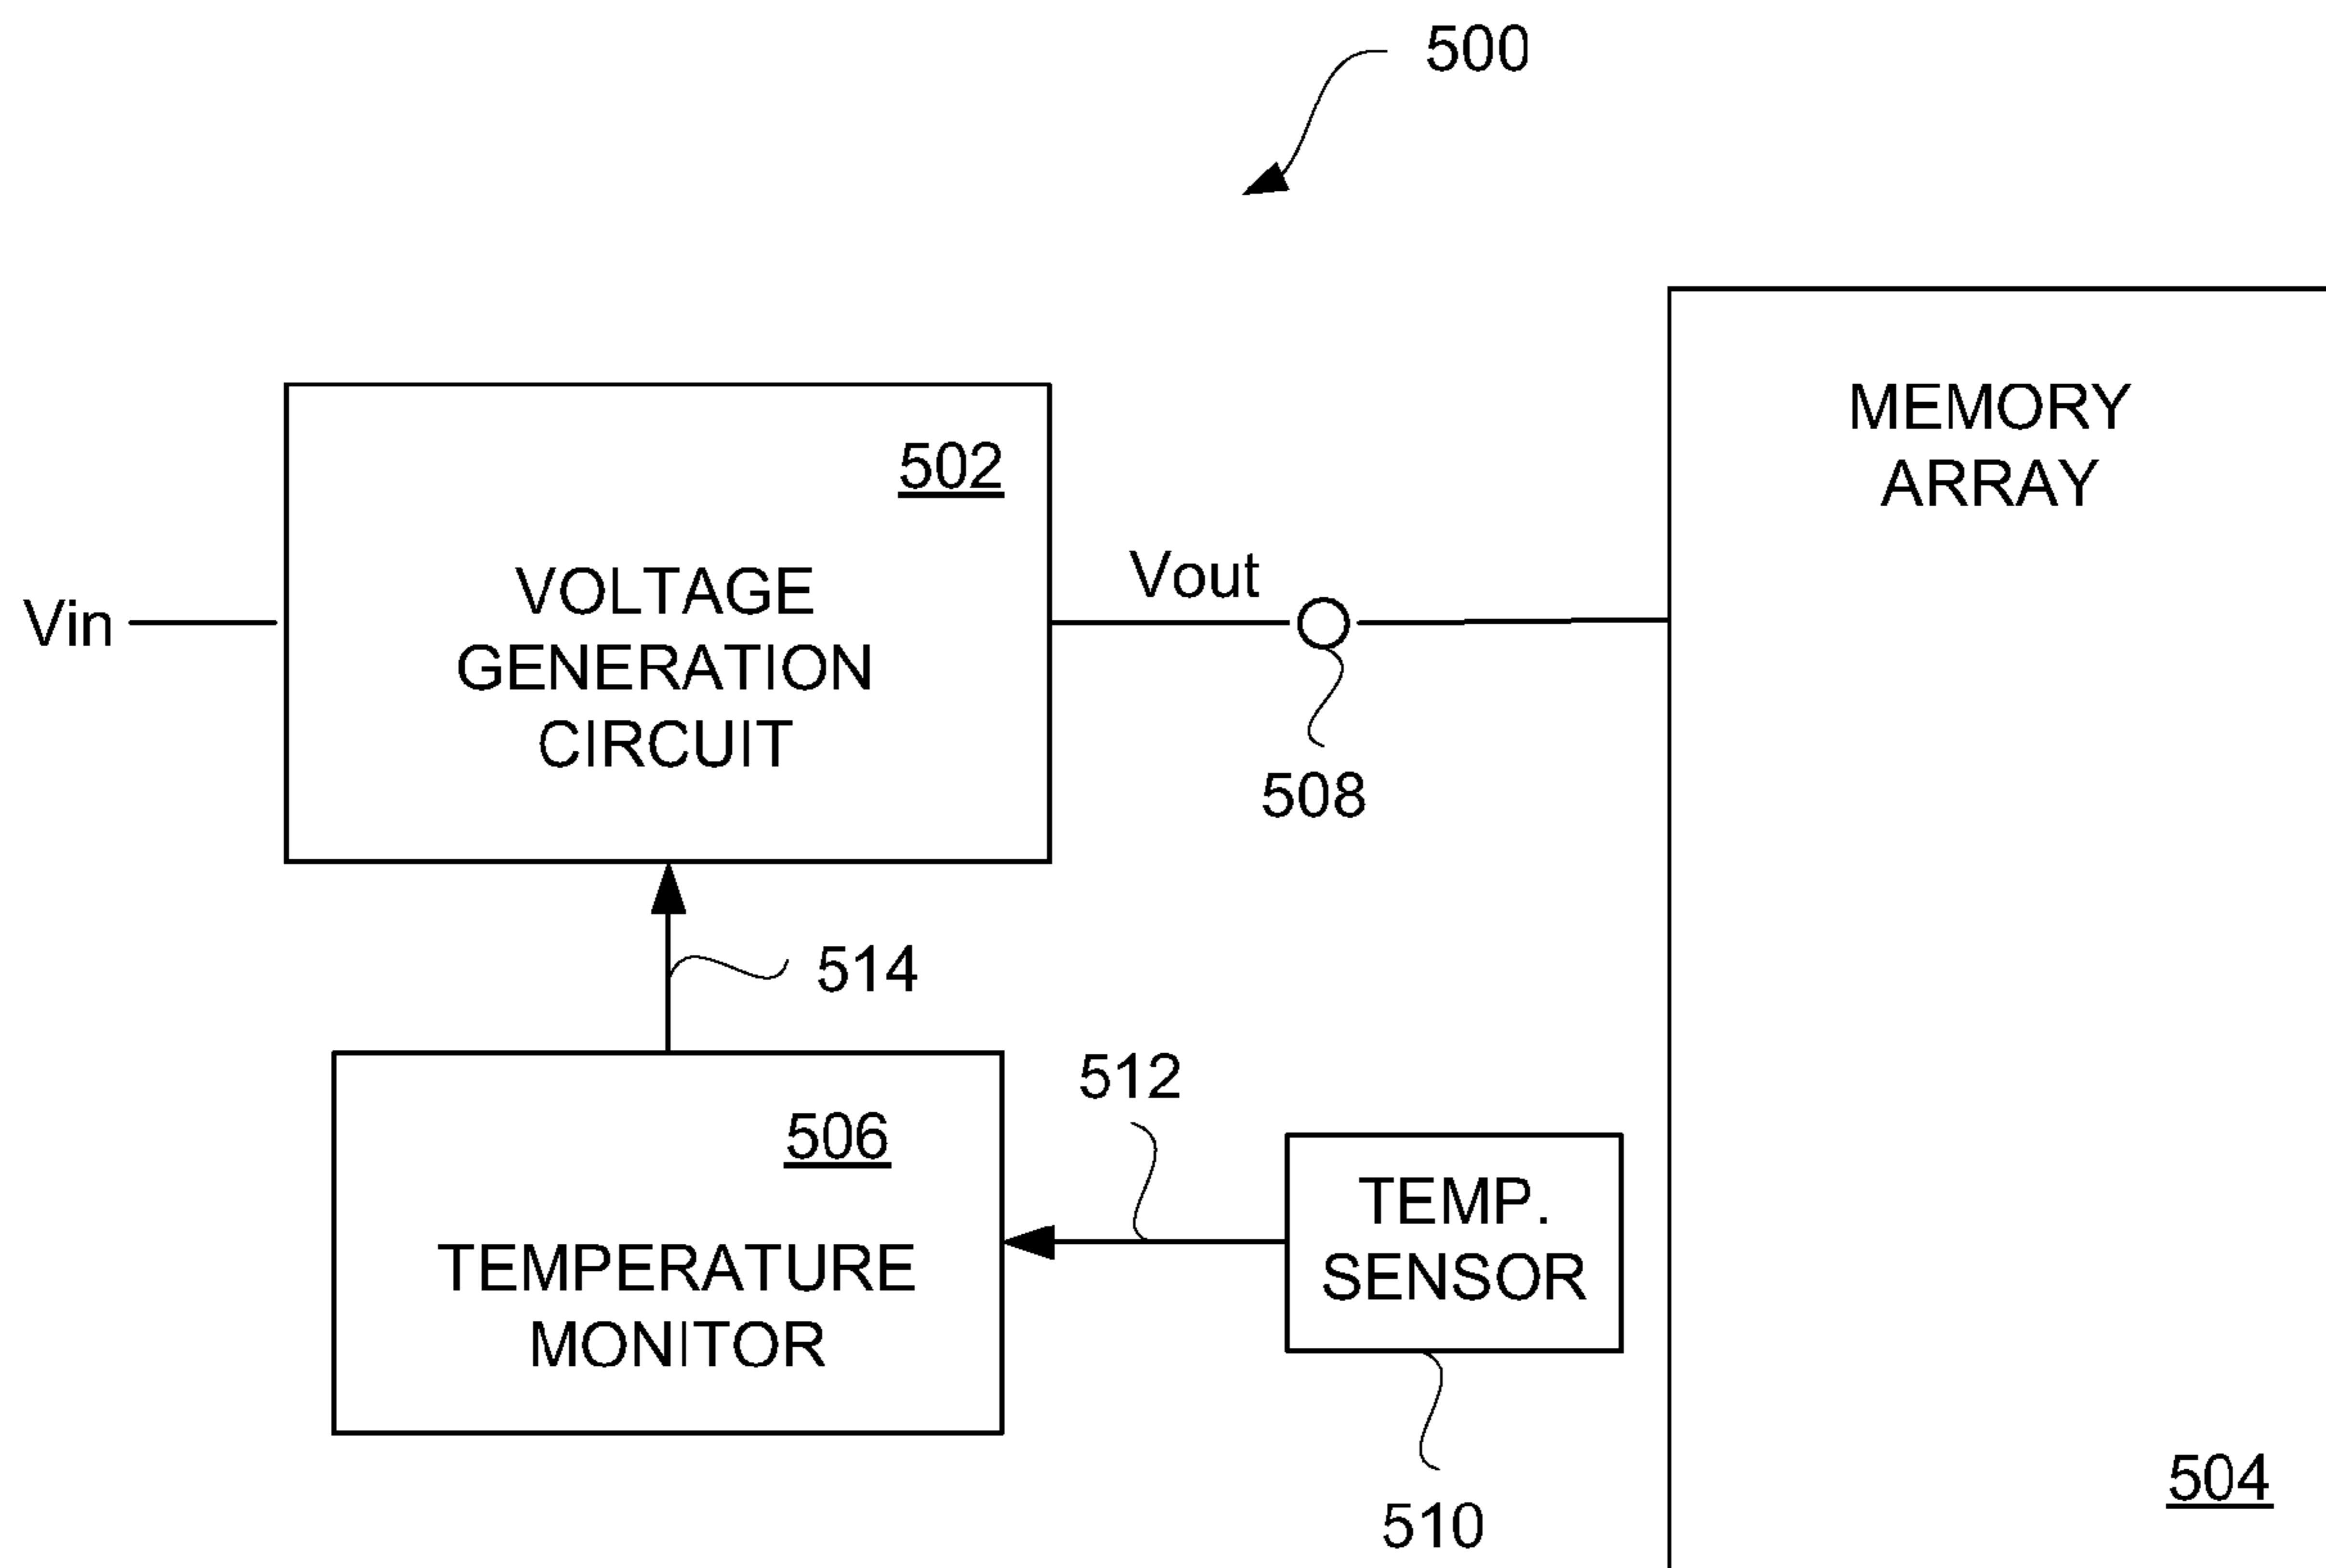 500
MEMORY
ARRAY
502
VOLTAGE
GENERATION
CIRCUIT
Vin
Vout
508
514
512
506
TEMPERATURE
MONITOR
TEMP.
SENSOR
504
510